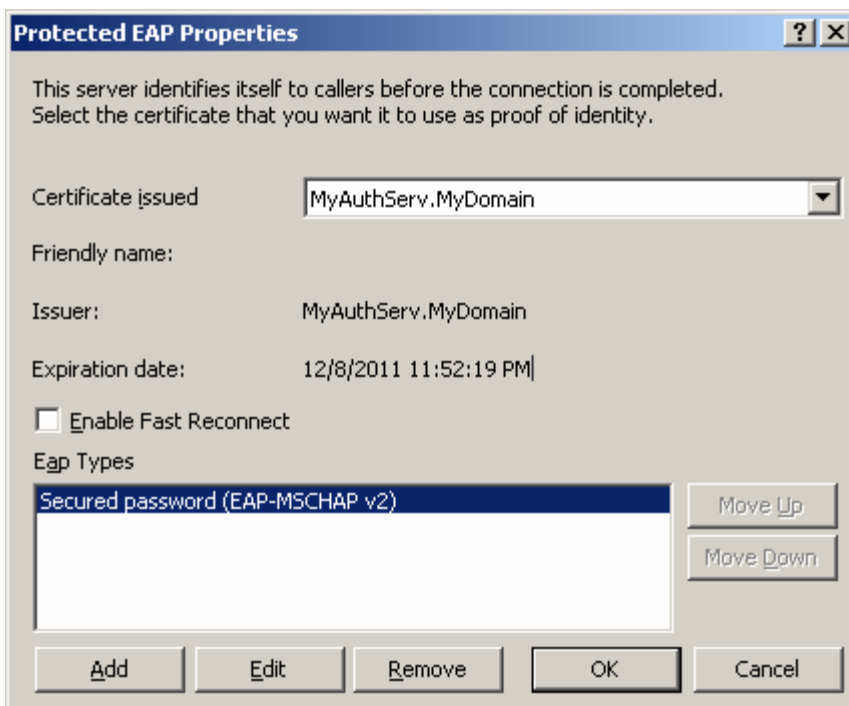 Protected EAP Properties
This server identifies itself to callers before the connection is completed.
Select the certificate that you want it to use as proof of identity.
Certificate issued MyAuthServ.MyDomain
Friendly name:
Issuer: MyAuthServ.MyDomain
Expiration date: 12/8/2011 11:52:19 PM
Enable Fast Reconnect
Eap Types
Secured password (EAP-MSCHAP v2)
Move Up
Move Down
Add Edit Remove OK Cancel